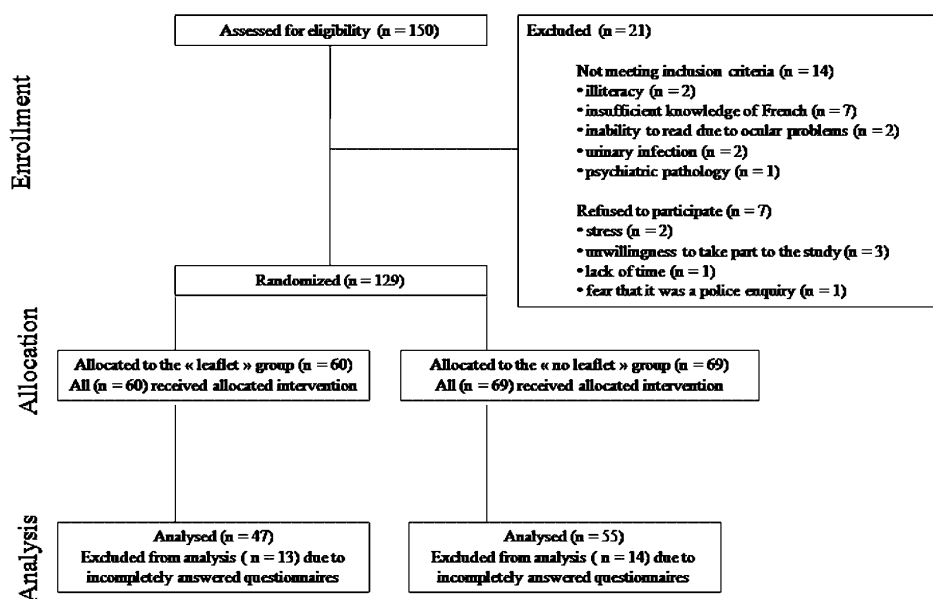 Enrollment
Assessed for eligibility (n = 150)
Excluded (n = 21)
Not meeting inclusion criteria (n = 14)
• illiteracy (n = 2)
• insufficient knowledge of French (n = 7)
• inability to read due to ocular problems (n = 2)
• urinary infection (n = 2)
• psychiatric pathology (n = 1)
Refused to participate (n = 7)
• stress (n = 2)
• unwillingness to take part to the study (n = 3)
• lack of time (n = 1)
• fear that it was a police enquiry (n = 1)
Randomized (n = 129)
Allocation
Allocated to the « leaflet » group (n = 60)
All (n = 60) received allocated intervention
Allocated to the « no leaflet » group (n = 69)
All (n = 69) received allocated intervention
Analysis
Analysed (n = 47)
Excluded from analysis ( n = 13) due to
incompletely answered questionnaires
Analysed (n = 55)
Excluded from analysis (n = 14) due to
incompletely answered questionnaires